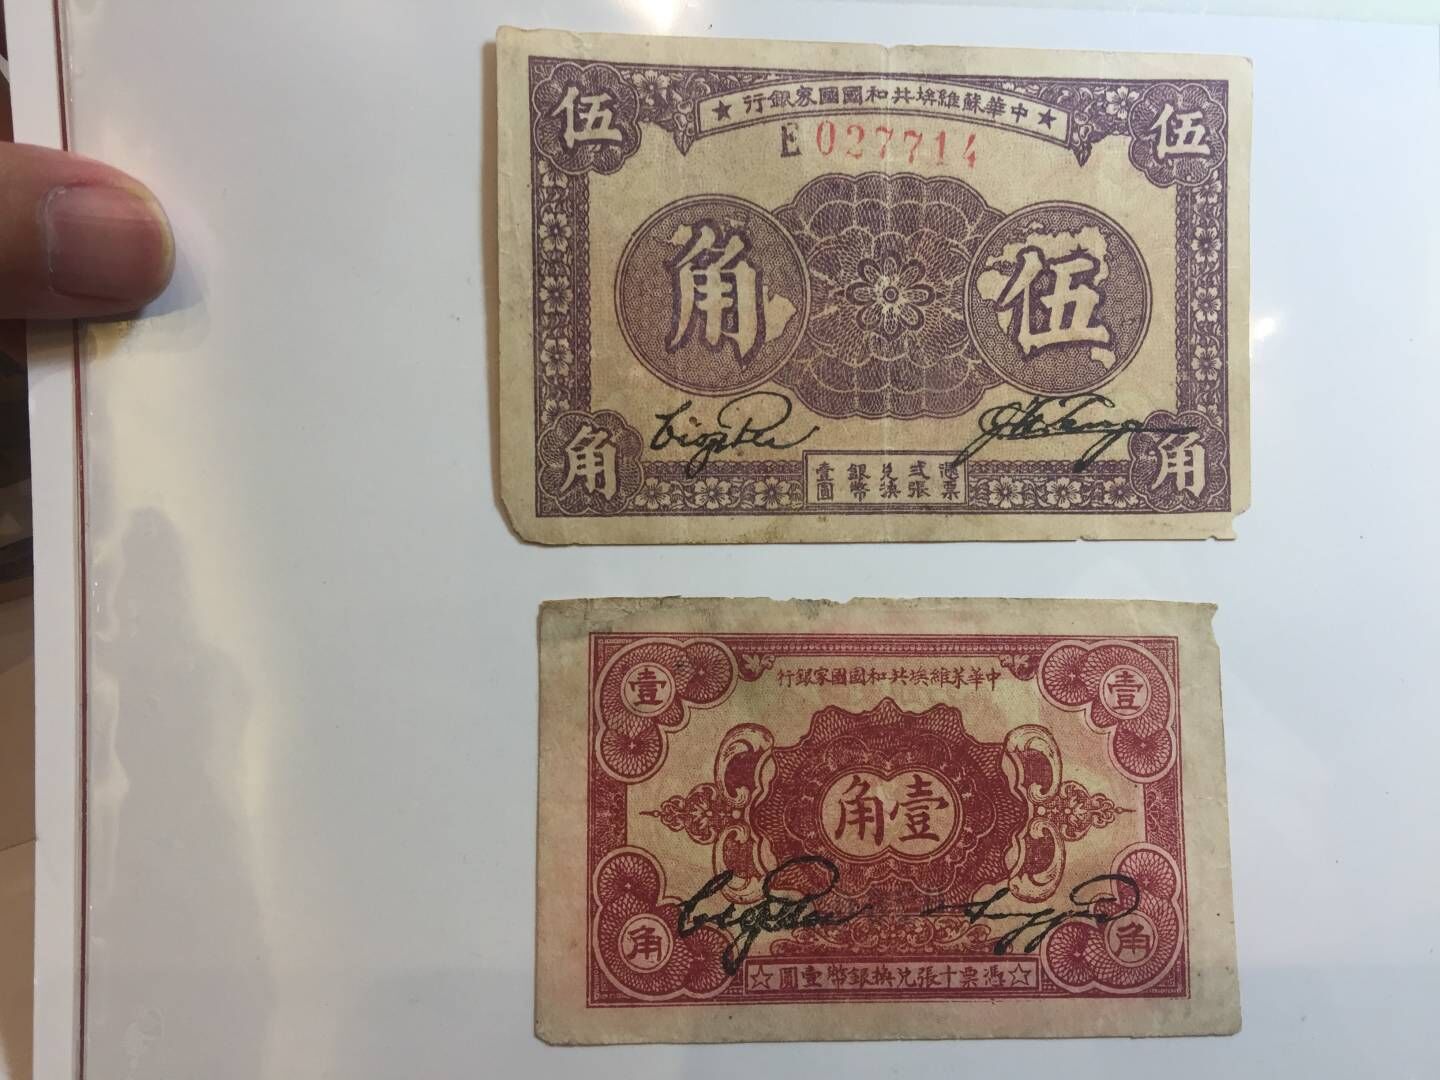 中華蘇維埃共和國國家銀行
伍
伍
E 027714
伍角
角
角
憑票弍張兌換銀幣壹圓
中華苏維埃共和國國家銀行
壹
壹
壹角
角
角
憑票十張兌換銀幣壹圓